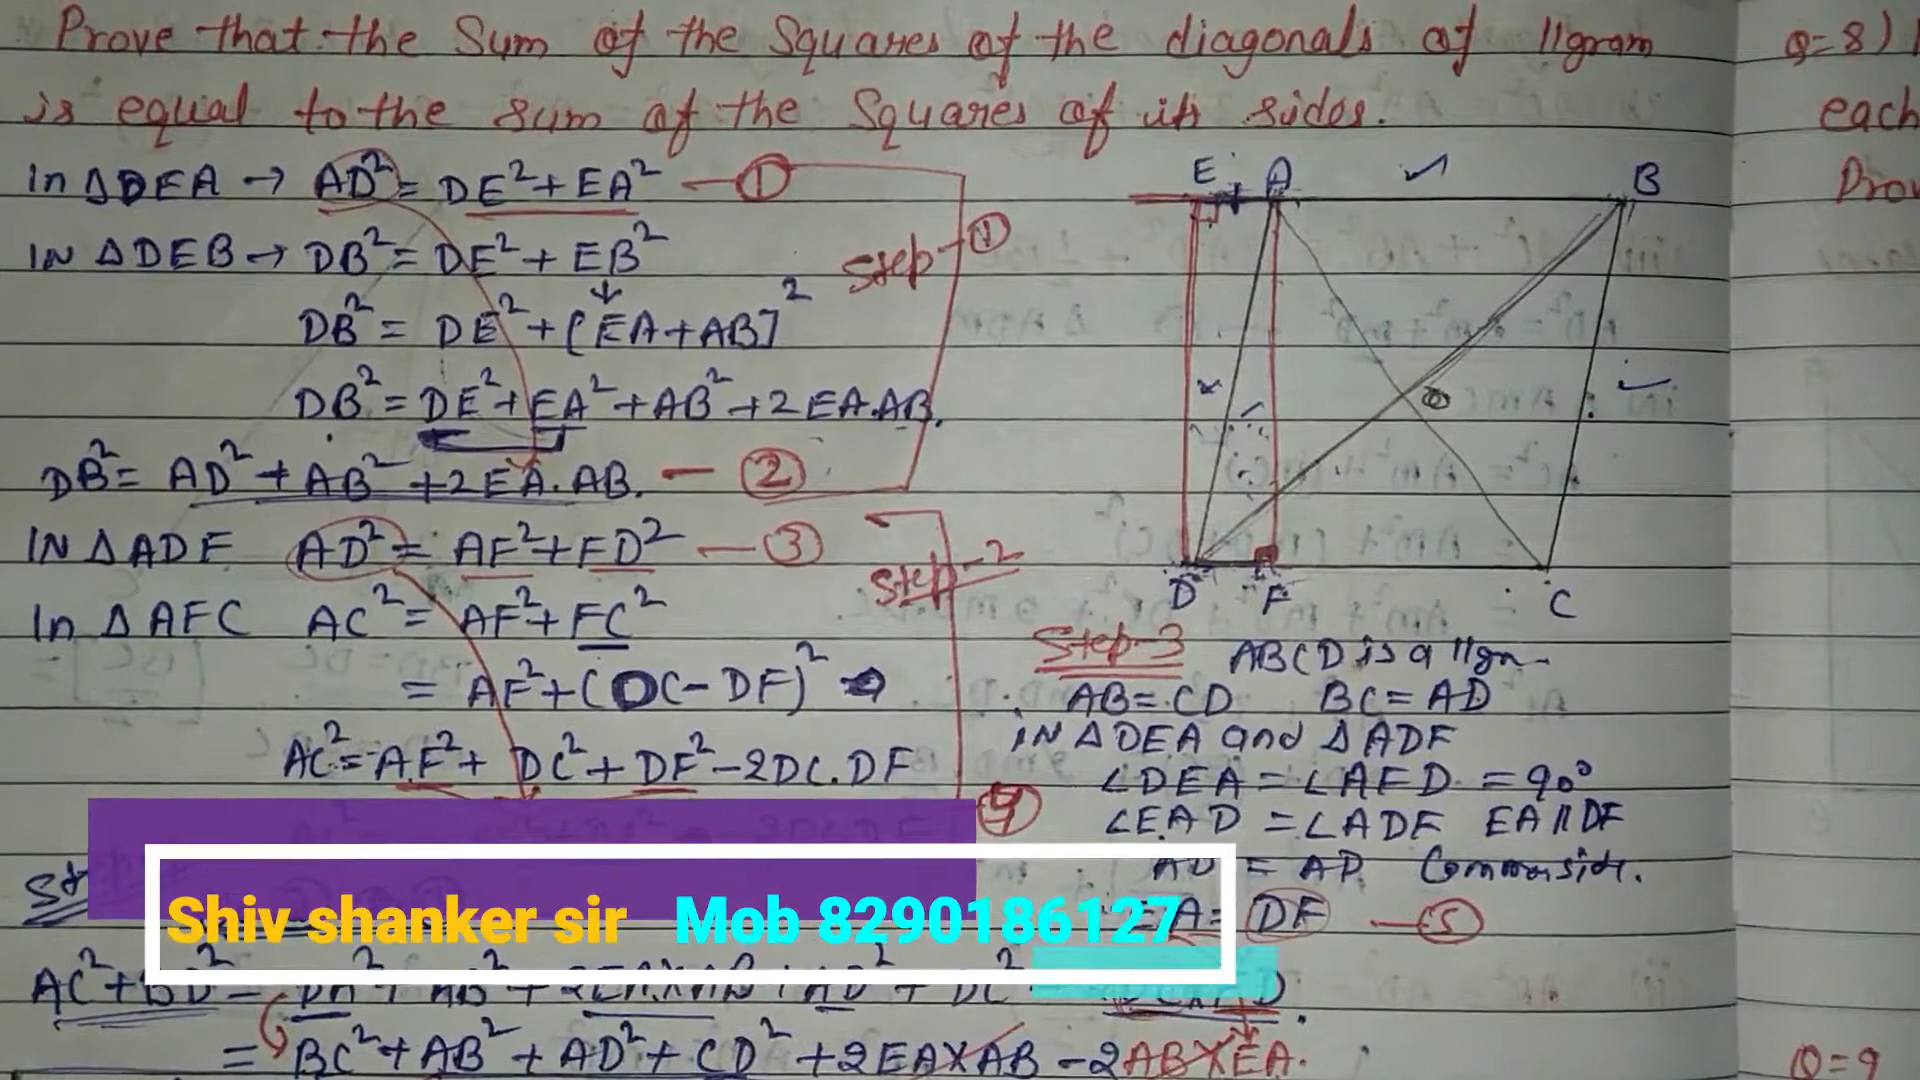 Prove that the Sum of the Squares of the diagonals of ||gram
is equal to the sum of the Squares of its sides.
In ΔDEA → AD² = DE² + EA² — ①
IN ΔDEB → DB² = DE² + EB²
DB² = DE² + [EA + AB]²
DB² = DE² + EA² + AB² + 2EA.AB.
DB² = AD² + AB² + 2EA.AB. — ②
Step ①
IN ΔADF AD² = AF² + FD² — ③
In ΔAFC AC² = AF² + FC²
= AF² + (DC - DF)²
AC² = AF² + DC² + DF² - 2DC.DF
Step-2
④
E A B
O
D F C
Step-3 ABCD is a ||gm
AB = CD BC = AD
IN ΔDEA and ΔADF
∠DEA = ∠AFD = 90°
∠EAD = ∠ADF EA||DF
AD = AD Common side.
EA = DF — ⑤
Shiv shanker sir Mob 8290186127
AC² + BD² =
= BC² + AB² + AD² + CD² + 2EA×AB - 2AB×EA.
Q=8)
each
Q=9